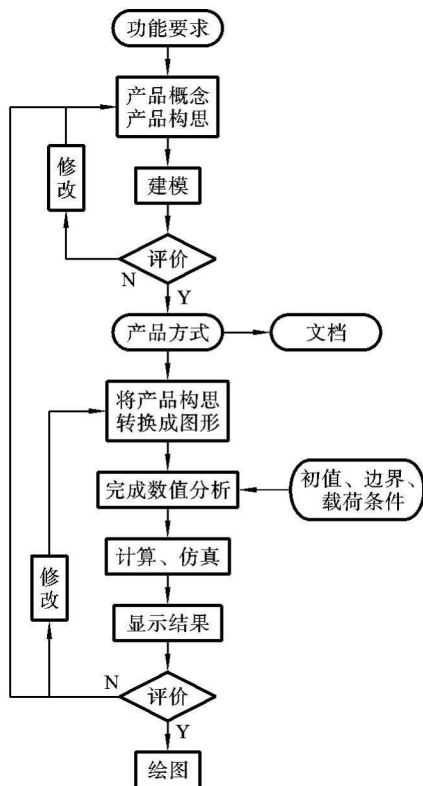 功能要求
产品概念
产品构思
修改
建模
评价
N
Y
产品方式
文档
将产品构思
转换成图形
完成数值分析
初值、边界、
载荷条件
修改
计算、仿真
显示结果
N
评价
Y
绘图